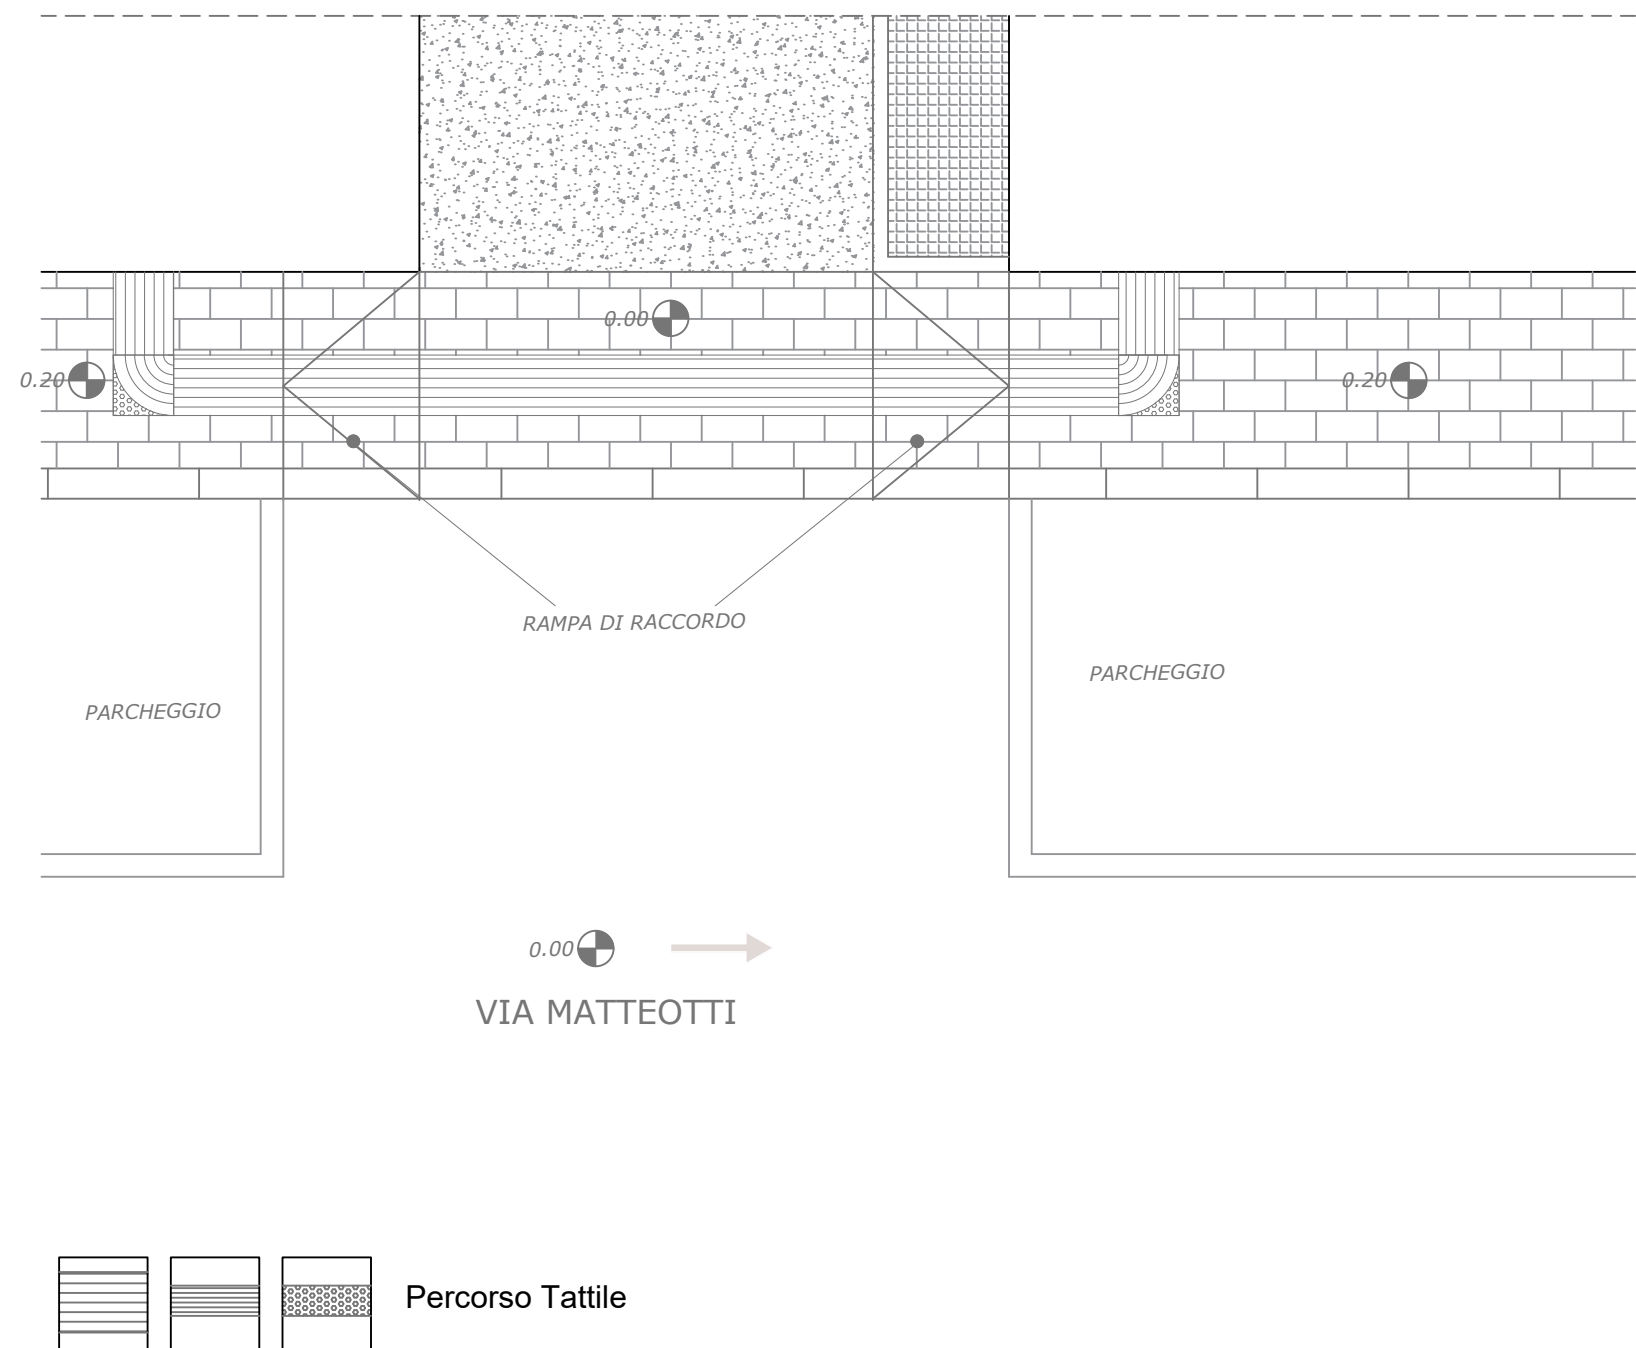 0.00
0.20
0.20
RAMPA DI RACCORDO
PARCHEGGIO
PARCHEGGIO
0.00
VIA MATTEOTTI
Percorso Tattile